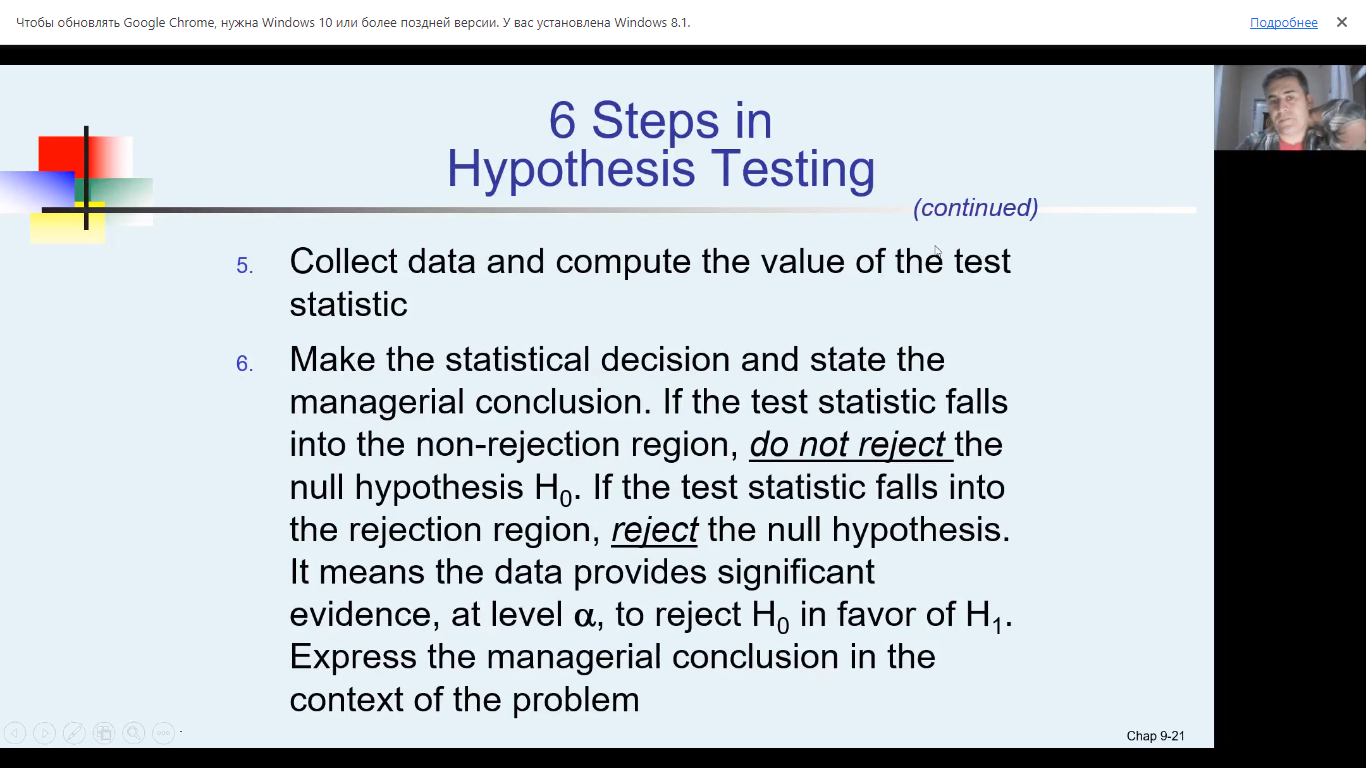 Чтобы обновлять Google Chrome, нужна Windows 10 или более поздней версии. У вас установлена Windows 8.1.
Подробнее
6 Steps in
Hypothesis Testing
(continued)
5. Collect data and compute the value of the test
statistic
6. Make the statistical decision and state the
managerial conclusion. If the test statistic falls
into the non-rejection region, do not reject the
null hypothesis H₀. If the test statistic falls into
the rejection region, reject the null hypothesis.
It means the data provides significant
evidence, at level α, to reject H₀ in favor of H₁.
Express the managerial conclusion in the
context of the problem
Chap 9-21